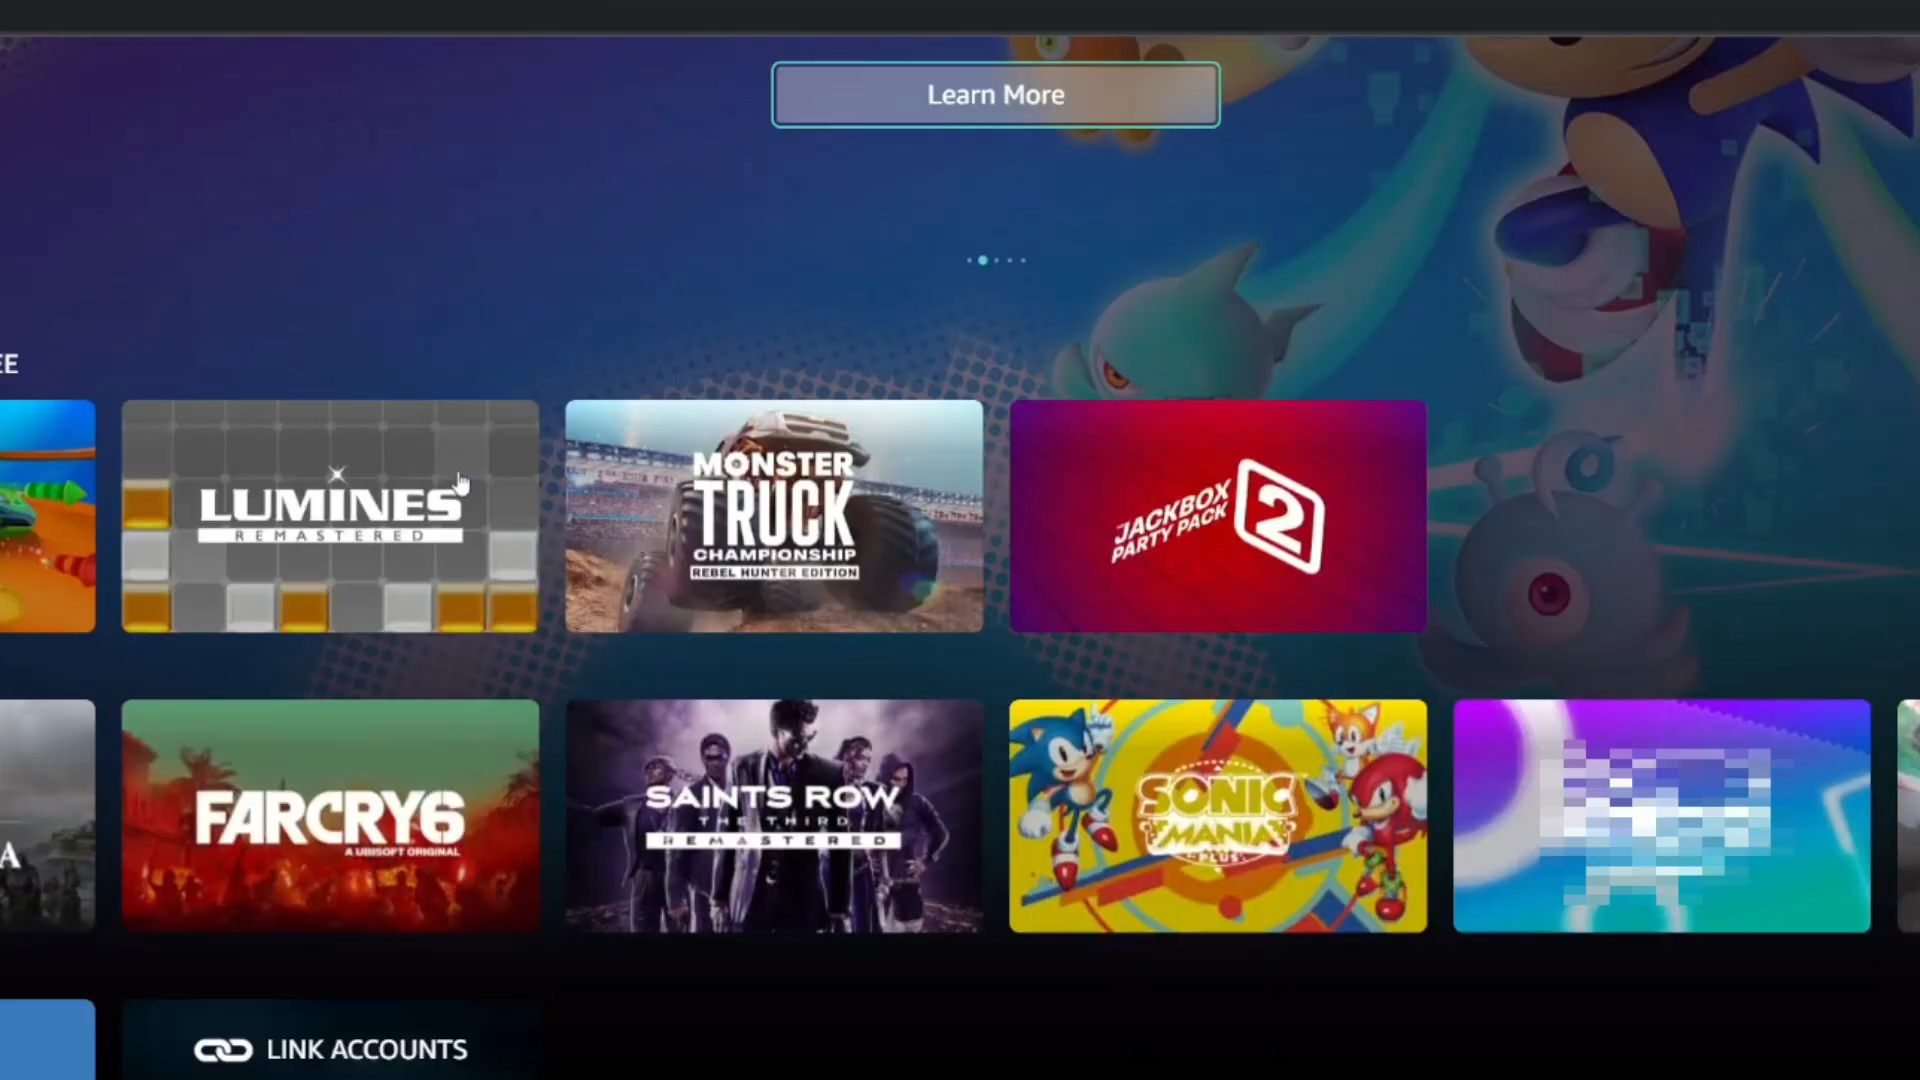 Learn More
EE
LUMINES
REMASTERED
MONSTER
TRUCK
CHAMPIONSHIP
REBEL HUNTER EDITION
JACKBOX
PARTY PACK
2
A
FARCRY6
A UBISOFT ORIGINAL
SAINTS ROW
THE THIRD
REMASTERED
SONIC
MANIA
PLUS
LINK ACCOUNTS